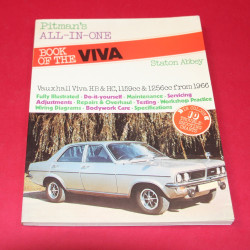 Pitman's
ALL-IN-ONE
BOOK OF THE VIVA
Staton Abbey
Vauxhall Viva HB & HC, 1159cc & 1256cc from 1966
Fully Illustrated · Do-it-yourself · Maintenance · Servicing
Adjustments · Repairs & Overhaul · Testing · Workshop Practice
Wiring Diagrams · Bodywork Care · Specifications